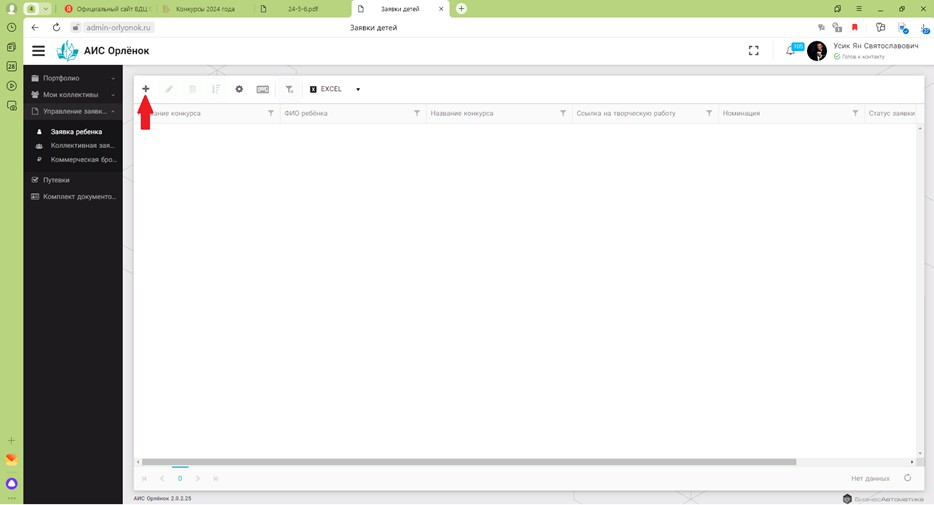 4
Официальный сайт ВДЦ
Конкурсы 2024 года
24-5-6.pdf
Заявки детей
admin-orlyonok.ru
Заявки детей
АИС Орлёнок
Усик Ян Святославович
Готов к контакту
28
Портфолио
Мои коллективы
Управление заявк...
Заявка ребенка
Коллективная зая...
Коммерческая бро...
Путевки
Комплект документо...
EXCEL
ание конкурса
ФИО ребёнка
Название конкурса
Ссылка на творческую работу
Номинация
Статус заявки
0
Нет данных
АИС Орлёнок 2.0.2.25
БизнесАвтоматика